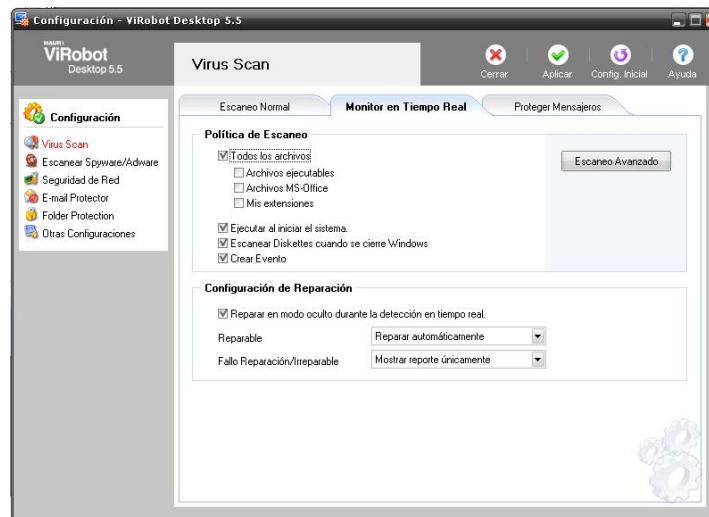 Configuración - ViRobot Desktop 5.5
HAURI
ViRobot
Desktop 5.5
Virus Scan
Cerrar
Aplicar
Config. Inicial
Ayuda
Configuración
Virus Scan
Escanear Spyware/Adware
Seguridad de Red
E-mail Protector
Folder Protection
Otras Configuraciones
Escaneo Normal
Monitor en Tiempo Real
Proteger Mensajeros
Política de Escaneo
Todos los archivos
Archivos ejecutables
Archivos MS-Office
Mis extensiones
Escaneo Avanzado
Ejecutar al iniciar el sistema.
Escanear Diskettes cuando se cierre Windows
Crear Evento
Configuración de Reparación
Reparar en modo oculto durante la detección en tiempo real.
Reparable
Reparar automáticamente
Fallo Reparación/Irreparable
Mostrar reporte únicamente